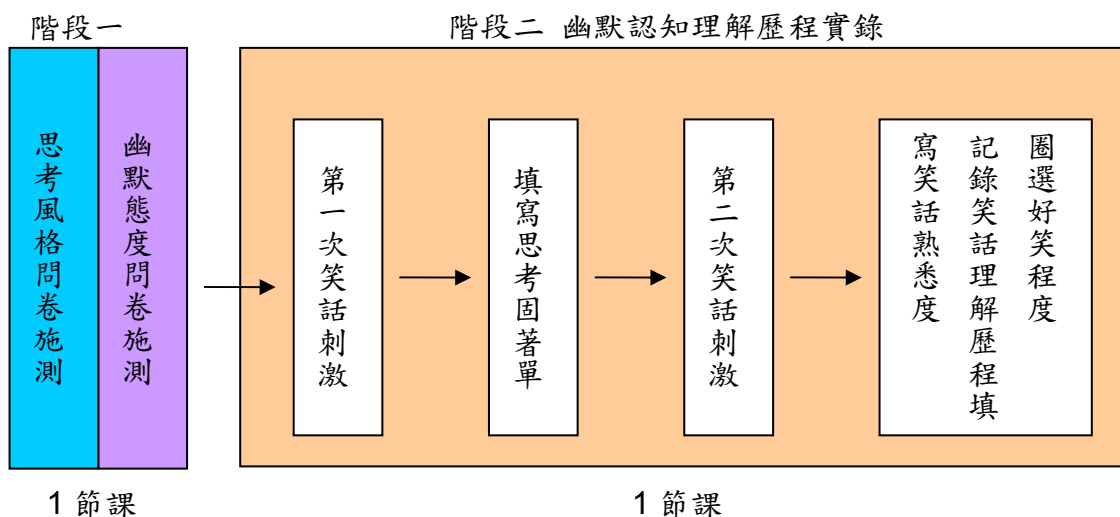 階段一
階段二 幽默認知理解歷程實錄
思考風格問卷施測
幽默態度問卷施測
第一次笑話刺激
填寫思考固著單
第二次笑話刺激
圈選好笑程度
記錄笑話理解歷程填
寫笑話熟悉度
1 節課
1 節課